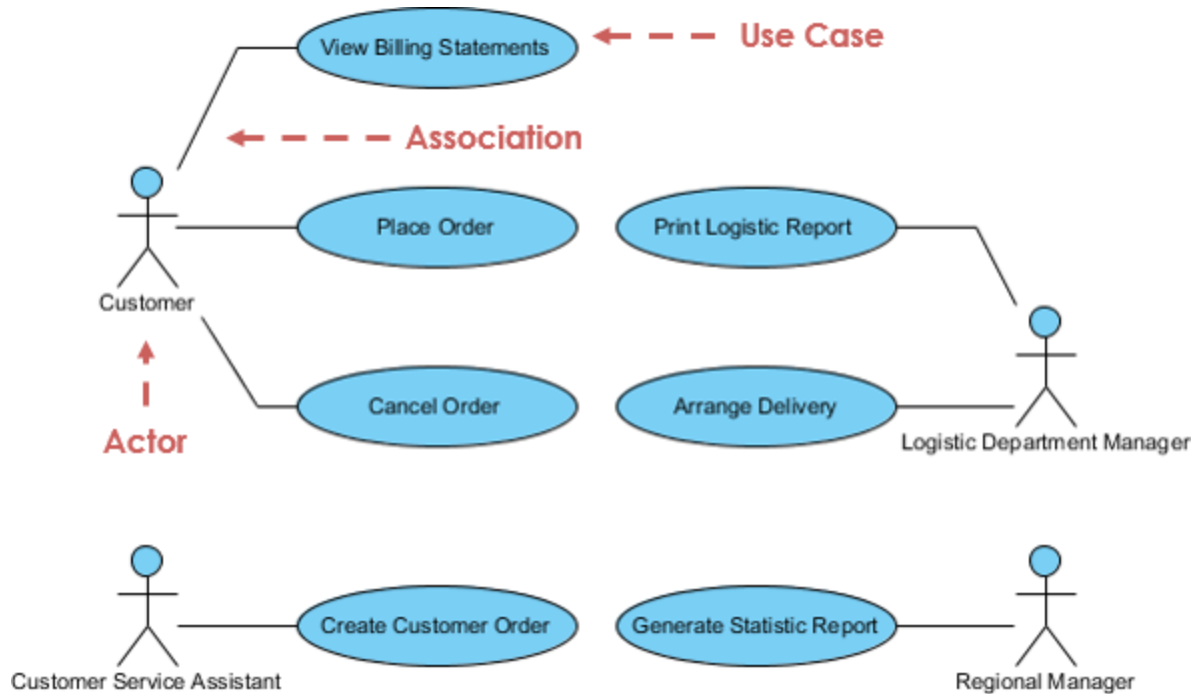 View Billing Statements
Use Case
Association
Place Order
Print Logistic Report
Customer
Cancel Order
Arrange Delivery
Actor
Logistic Department Manager
Create Customer Order
Generate Statistic Report
Customer Service Assistant
Regional Manager